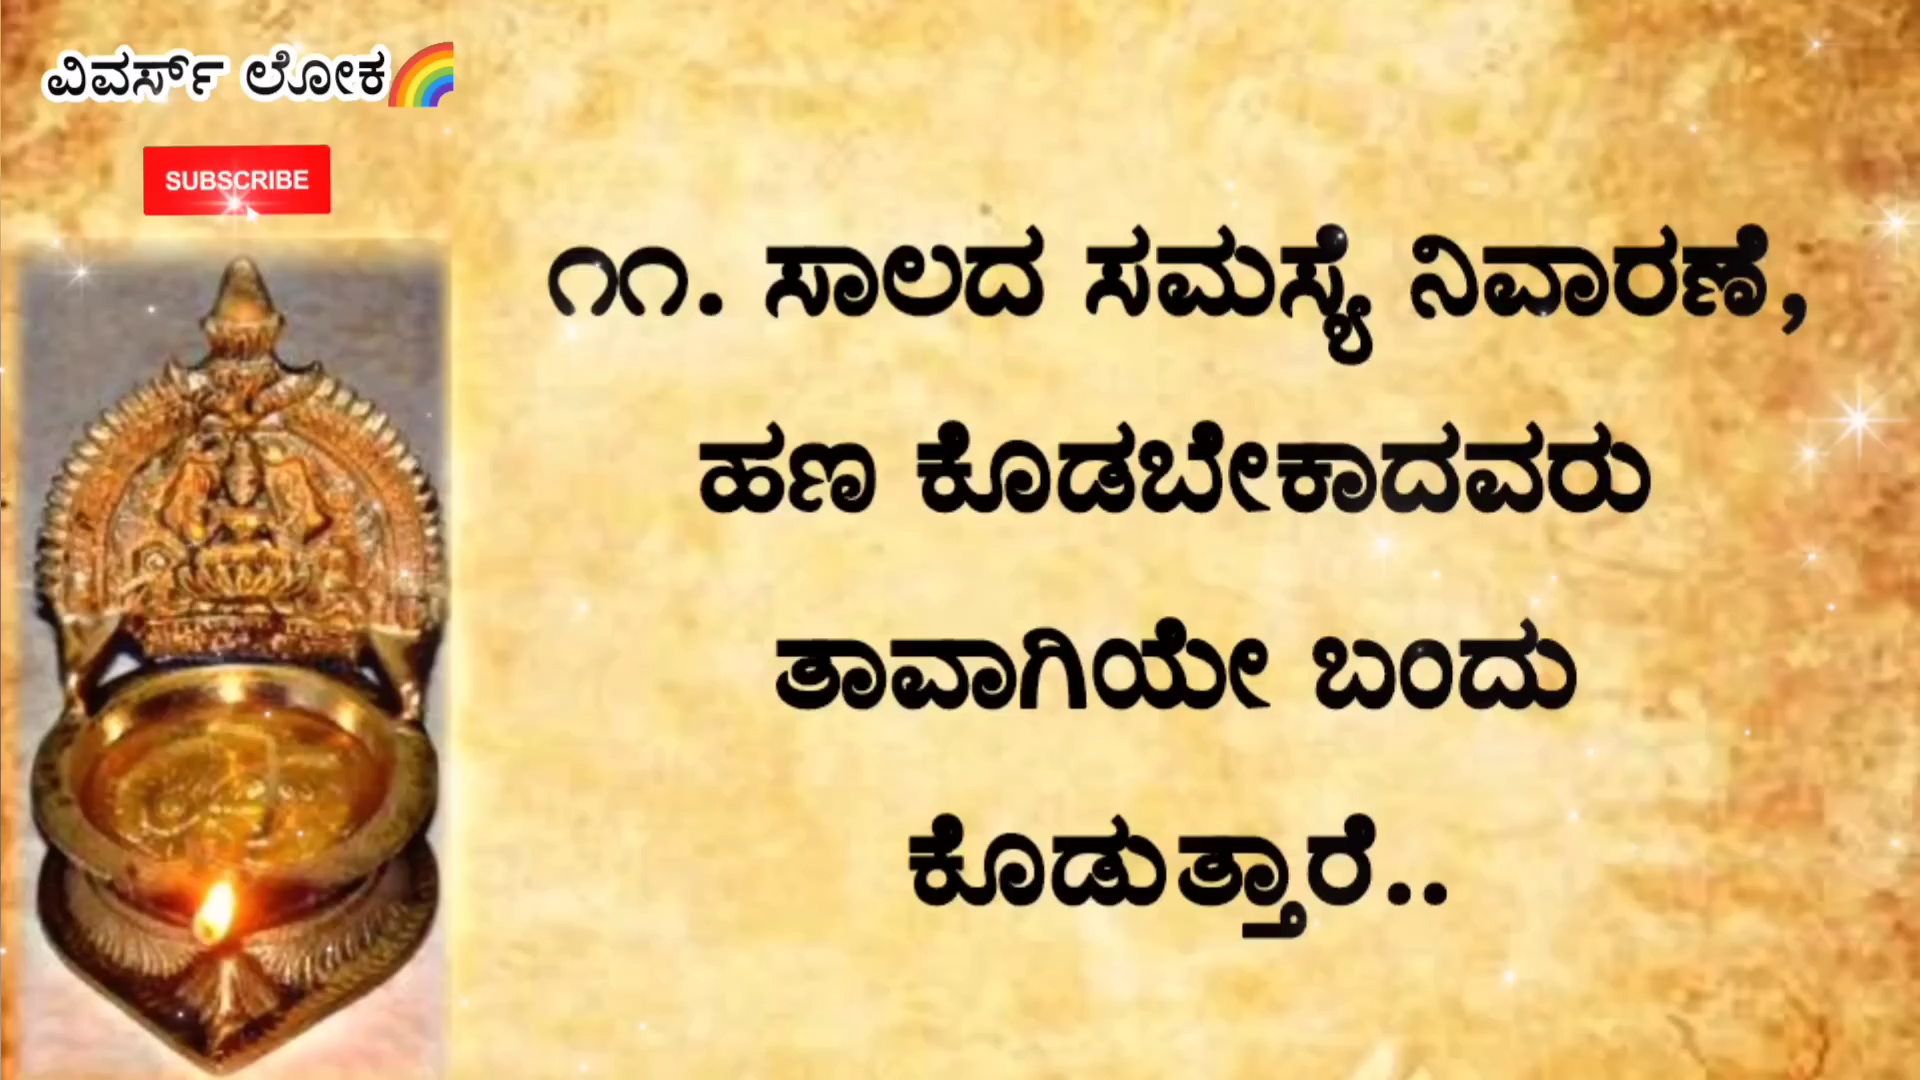 ವಿವರ್ಸ್ ಲೋಕ🌈
SUBSCRIBE
೧೧. ಸಾಲದ ಸಮಸ್ಯೆ ನಿವಾರಣೆ,
ಹಣ ಕೊಡಬೇಕಾದವರು
ತಾವಾಗಿಯೇ ಬಂದು
ಕೊಡುತ್ತಾರೆ..